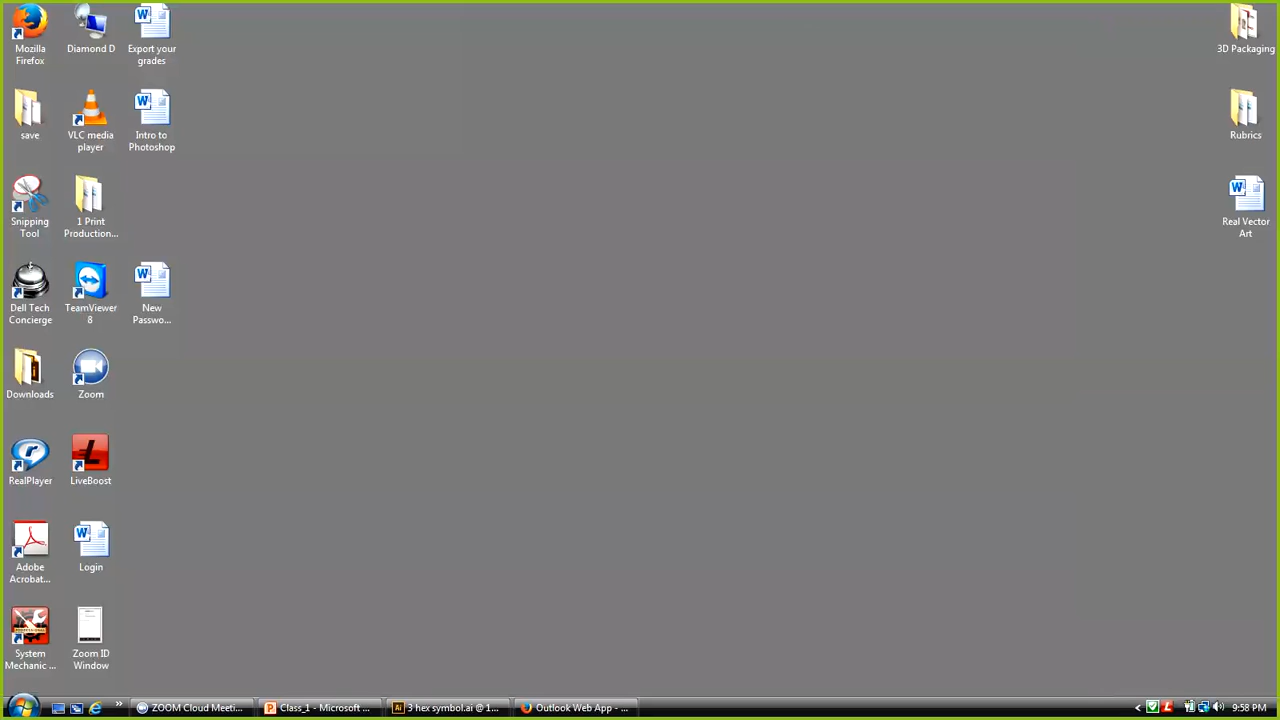 Mozilla
Firefox
Diamond D
Export your
grades
3D Packaging
save
VLC media
player
Intro to
Photoshop
Rubrics
Snipping
Tool
1 Print
Production...
Real Vector
Art
Dell Tech
Concierge
TeamViewer
8
New
Passwo...
Downloads
Zoom
RealPlayer
LiveBoost
Adobe
Acrobat...
Login
System
Mechanic ...
Zoom ID
Window
ZOOM Cloud Meeti...
Class_1 - Microsoft ...
3 hex symbol.ai @ 1...
Outlook Web App - ...
9:58 PM